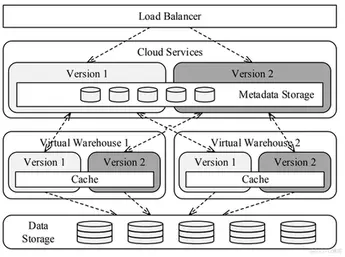 Load Balancer
Cloud Services
Version 1
Version 2
Metadata Storage
Virtual Warehouse 1
Virtual Warehouse 2
Version 1
Version 2
Version 1
Version 2
Cache
Cache
Data
Storage